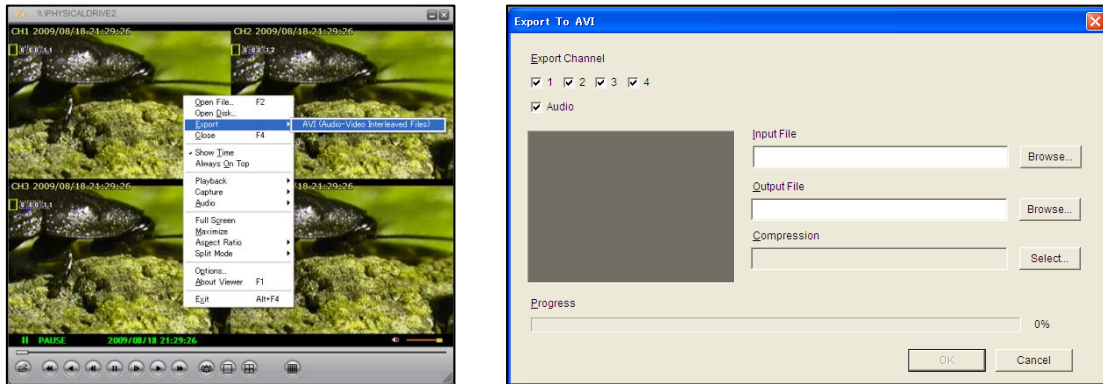 \\.\PHYSICALDRIVE2
CH1 2009/08/18-21:29:26
CH2 2009/08/18-21:29:26
Open File.. F2
Open Disk...
Export
AVI (Audio-Video Interleaved Files)
Close F4
Show Time
Always On Top
CH3 2009/08/18-21:29:26
/18-21:29:26
Playback
Capture
Audio
Full Screen
Maximize
Aspect Ratio
Split Mode
Options..
About Viewer F1
Exit Alt+F4
II PAUSE 2009/08/18 21:29:26
Export To AVI
Export Channel
1 2 3 4
Audio
Input File
Browse...
Output File
Browse...
Compression
Select...
Progress
0%
OK Cancel